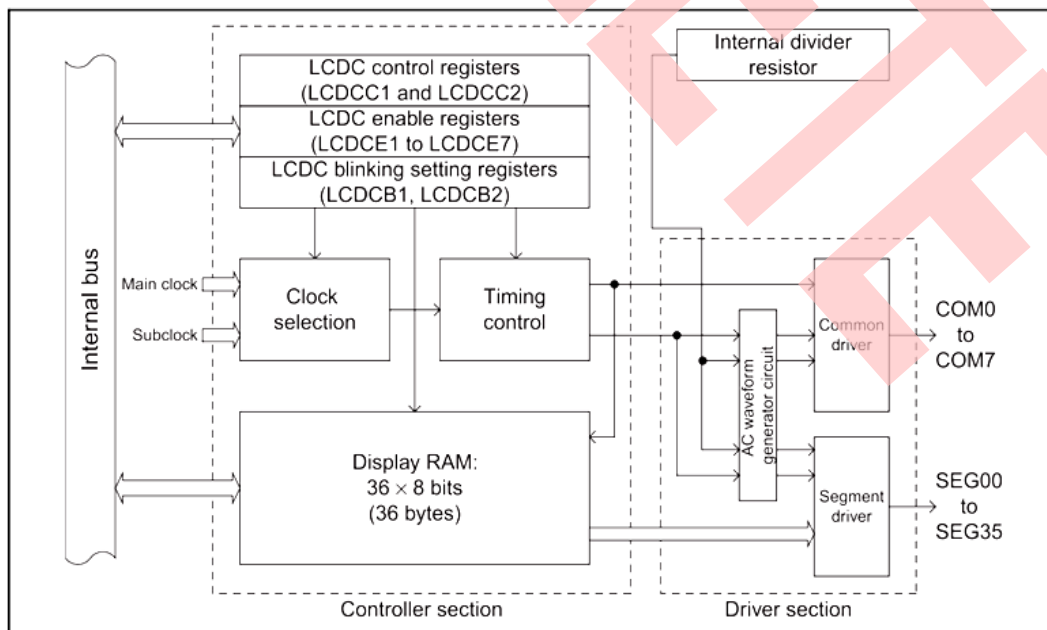 Internal divider
resistor
LCDC control registers
(LCDCC1 and LCDCC2)
LCDC enable registers
(LCDCE1 to LCDCE7)
LCDC blinking setting registers
(LCDCB1, LCDCB2)
Internal bus
Main clock
Subclock
Clock
selection
Timing
control
AC waveform
generator circuit
Common
driver
COM0
to
COM7
Display RAM:
36 × 8 bits
(36 bytes)
Segment
driver
SEG00
to
SEG35
Controller section
Driver section